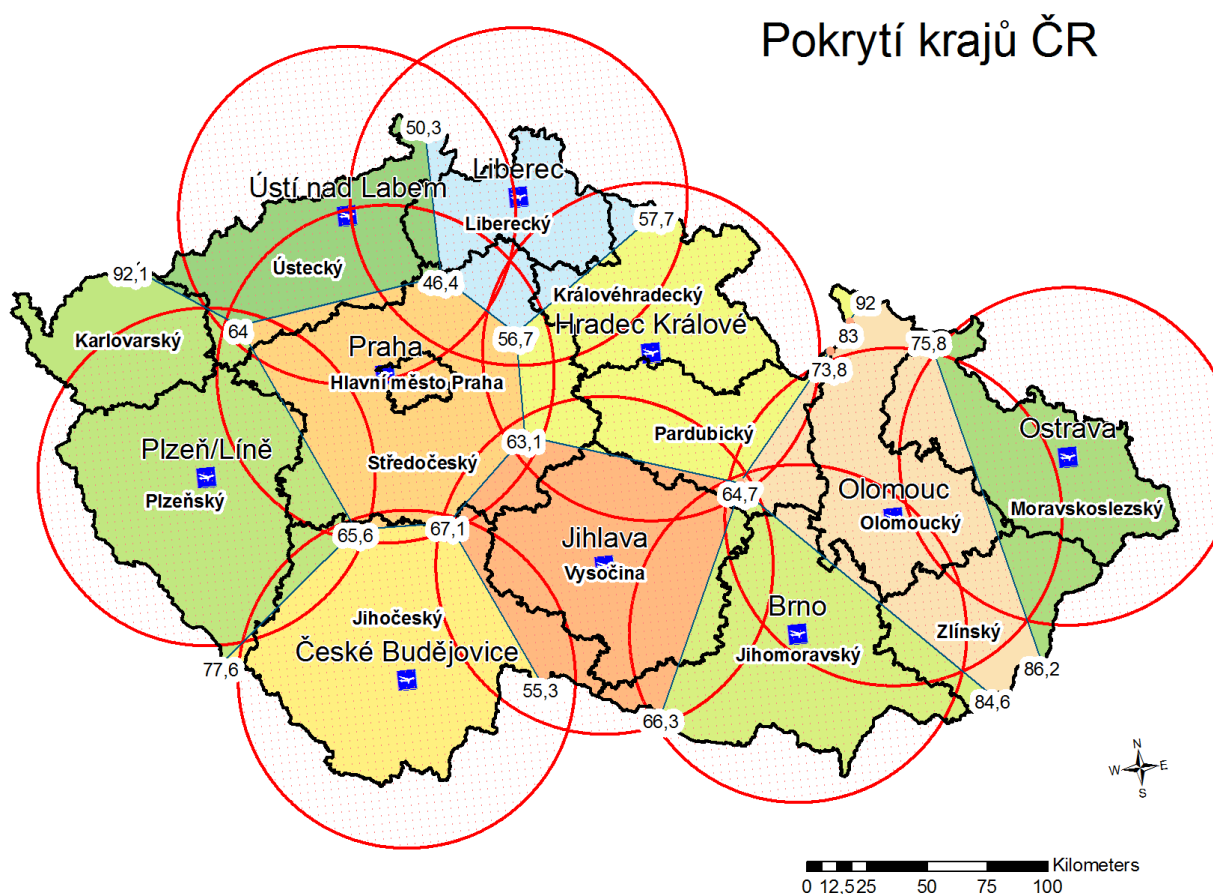 Pokrytí krajů ČR
50,3
Liberec
Ústí nad Labem
Liberecký
57,7
92,1
Ústecký
46,4
Královéhradecký
92
64
56,7
Hradec Králové
83
75,8
Karlovarský
Praha
Hlavní město Praha
73,8
Plzeň/Líně
63,1
Pardubický
Ostrava
Středočeský
Plzeňský
64,7
Olomouc
Moravskoslezský
Olomoucký
65,6
67,1
Jihlava
Vysočina
Jihočeský
Brno
Zlínský
České Budějovice
Jihomoravský
77,6
86,2
55,3
84,6
66,3
N
W E
S
Kilometers
0 12,5 25 50 75 100